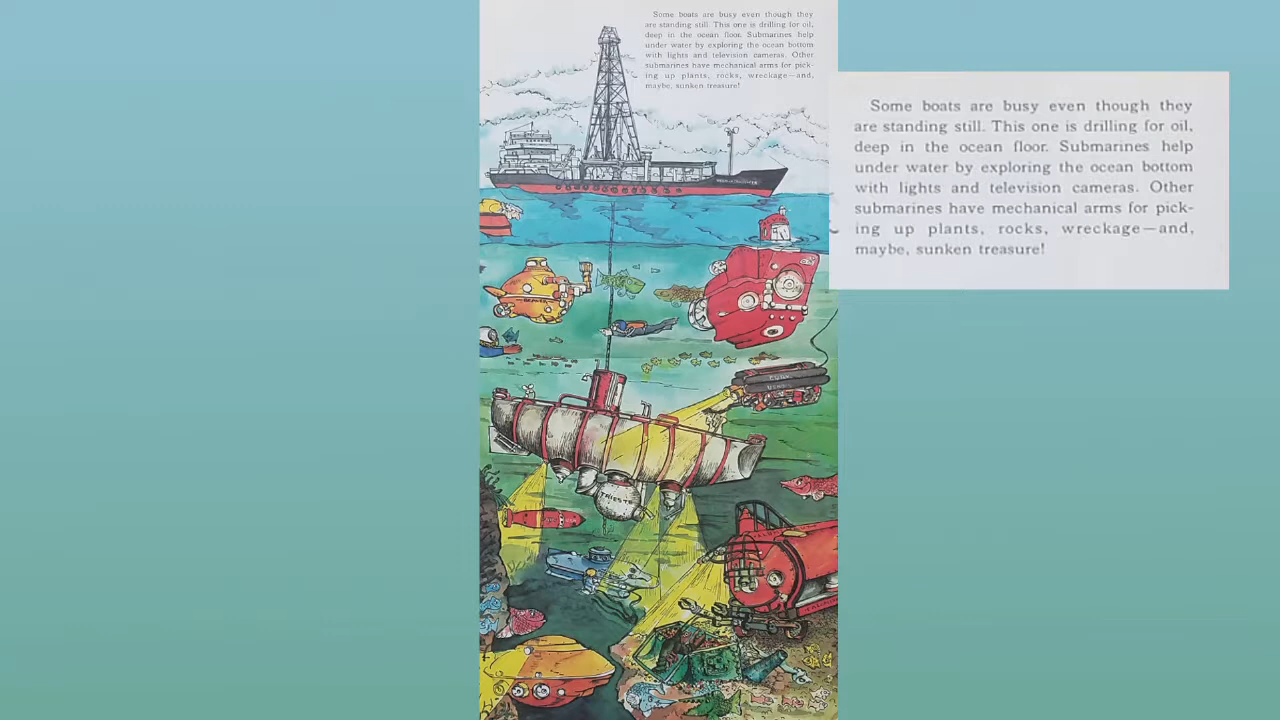 Some boats are busy even though they
are standing still. This one is drilling for oil,
deep in the ocean floor. Submarines help
under water by exploring the ocean bottom
with lights and television cameras. Other
submarines have mechanical arms for pick-
ing up plants, rocks, wreckage—and,
maybe, sunken treasure!
Some boats are busy even though they
are standing still. This one is drilling for oil,
deep in the ocean floor. Submarines help
under water by exploring the ocean bottom
with lights and television cameras. Other
submarines have mechanical arms for pick-
ing up plants, rocks, wreckage—and,
maybe, sunken treasure!
TRIESTE